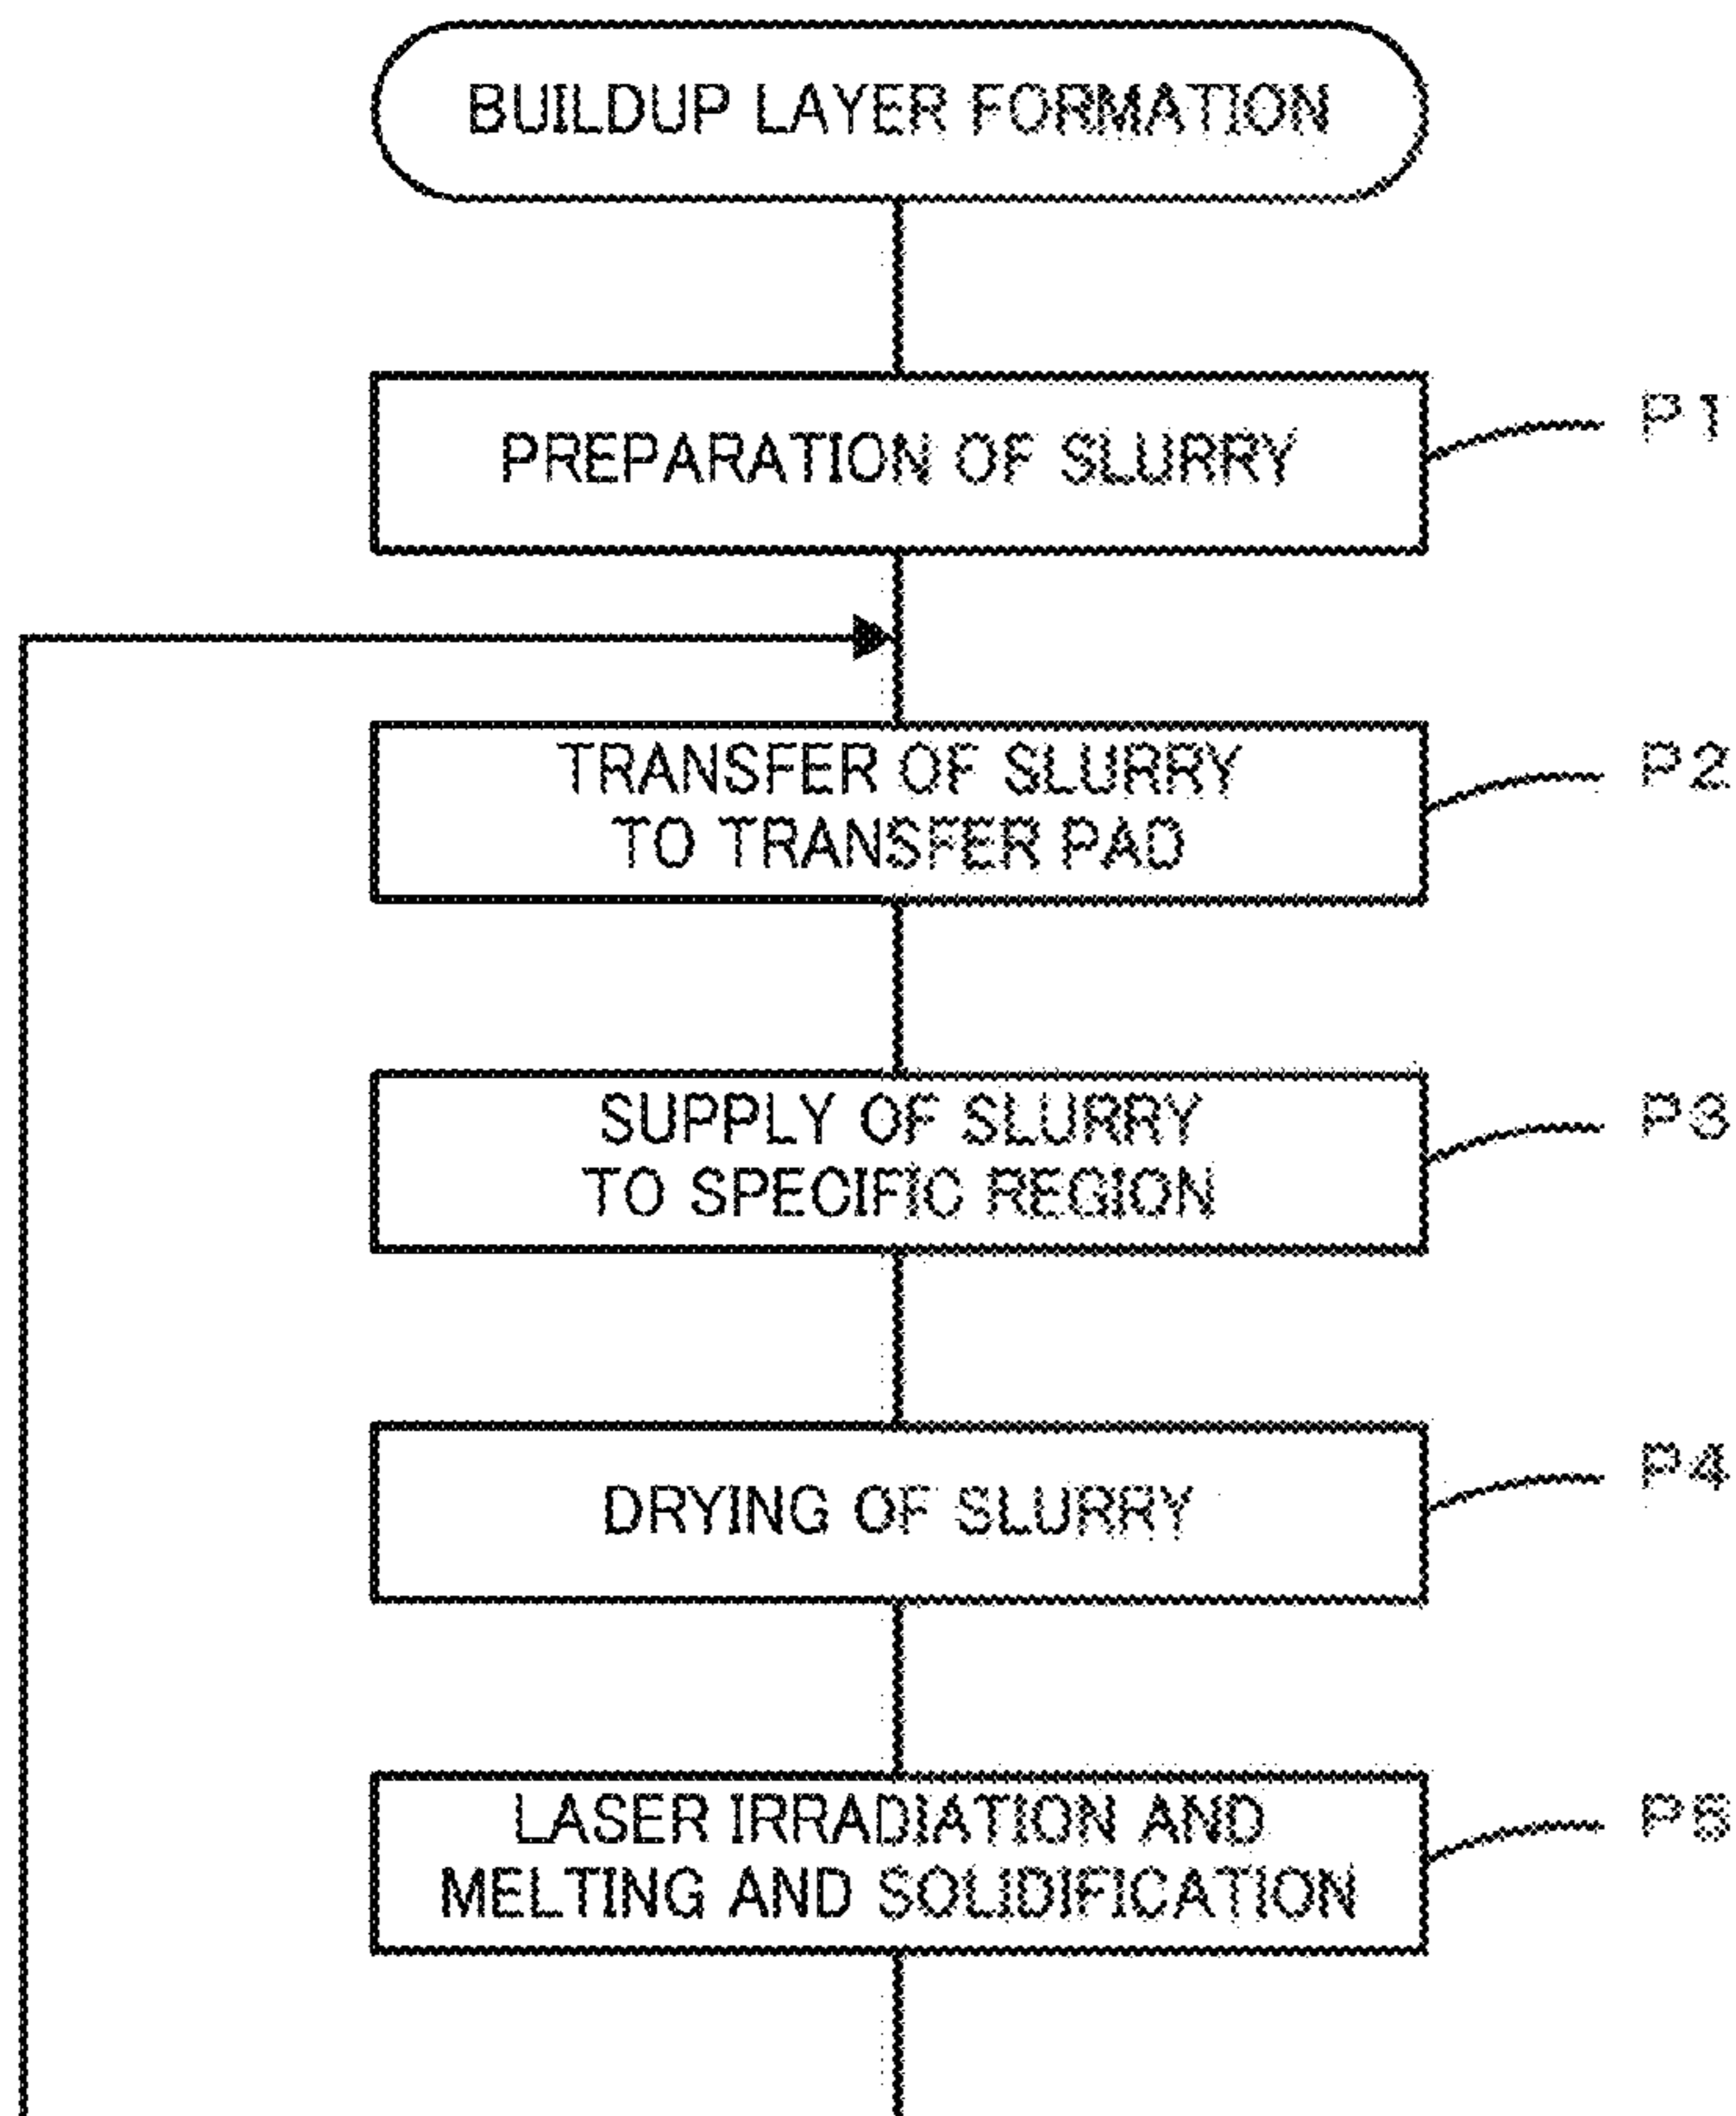 BUILDUP LAYER FORMATION
PREPARATION OF SLURRY
P1
TRANSFER OF SLURRY
TO TRANSFER PAD
P2
SUPPLY OF SLURRY
TO SPECIFIC REGION
P3
DRYING OF SLURRY
P4
LASER IRRADIATION AND
MELTING AND SOLIDIFICATION
P5